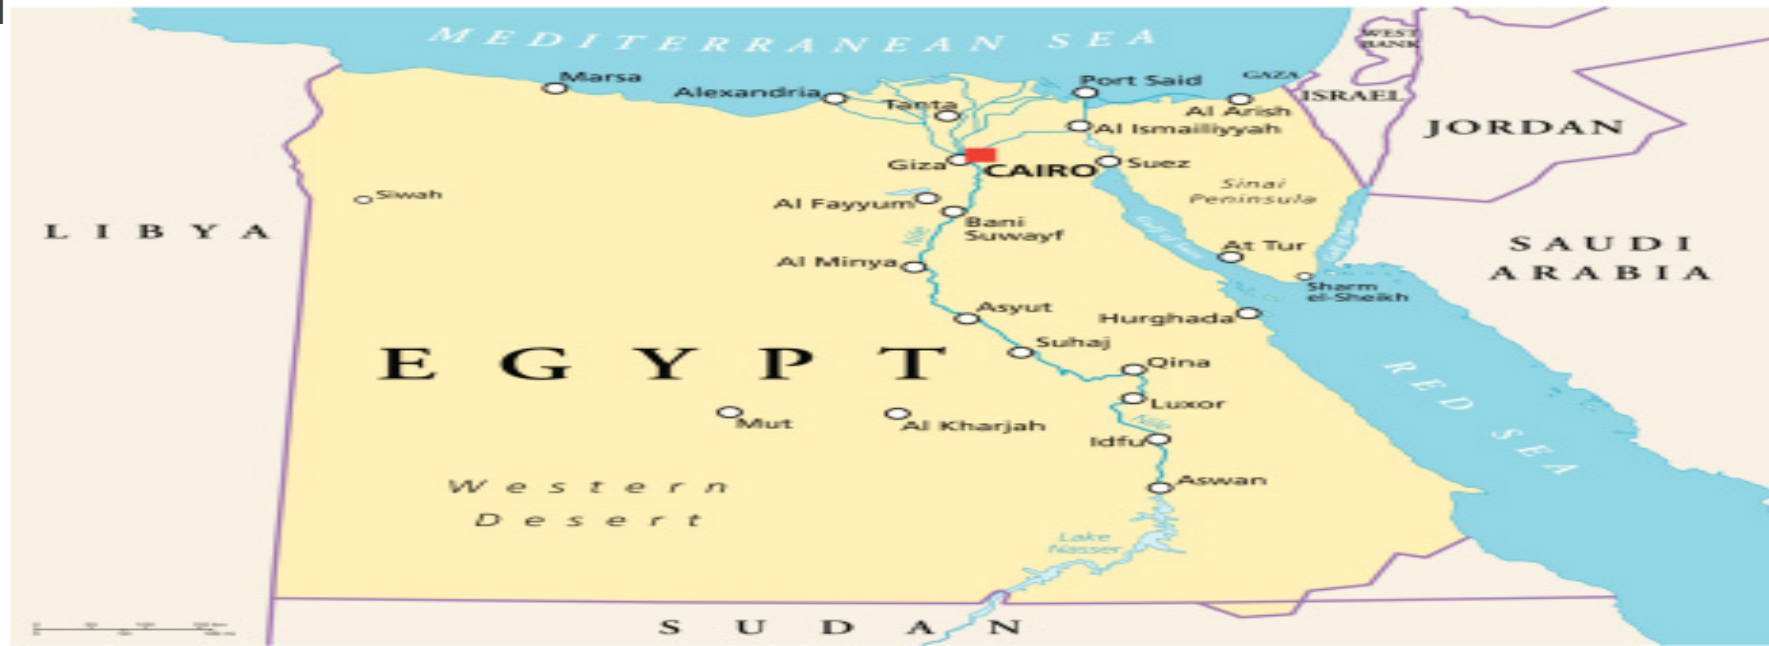 MEDITERRANEAN SEA
WEST
BANK
Marsa
Alexandria
Tanta
Port Said
GAZA
ISRAEL
Al Arish
Al Ismailiyyah
JORDAN
Giza
CAIRO
Suez
Siwah
Sinai
Peninsula
Al Fayyum
Bani
Suwayf
LIBYA
Nile
Al Minya
At Tur
SAUDI
ARABIA
Sharm
el-Sheikh
Asyut
Hurghada
Suhaj
EGYPT
Qina
RED SEA
Luxor
Mut
Al Kharjah
Nile
Idfu
Western
Desert
Aswan
Lake
Nasser
SUDAN